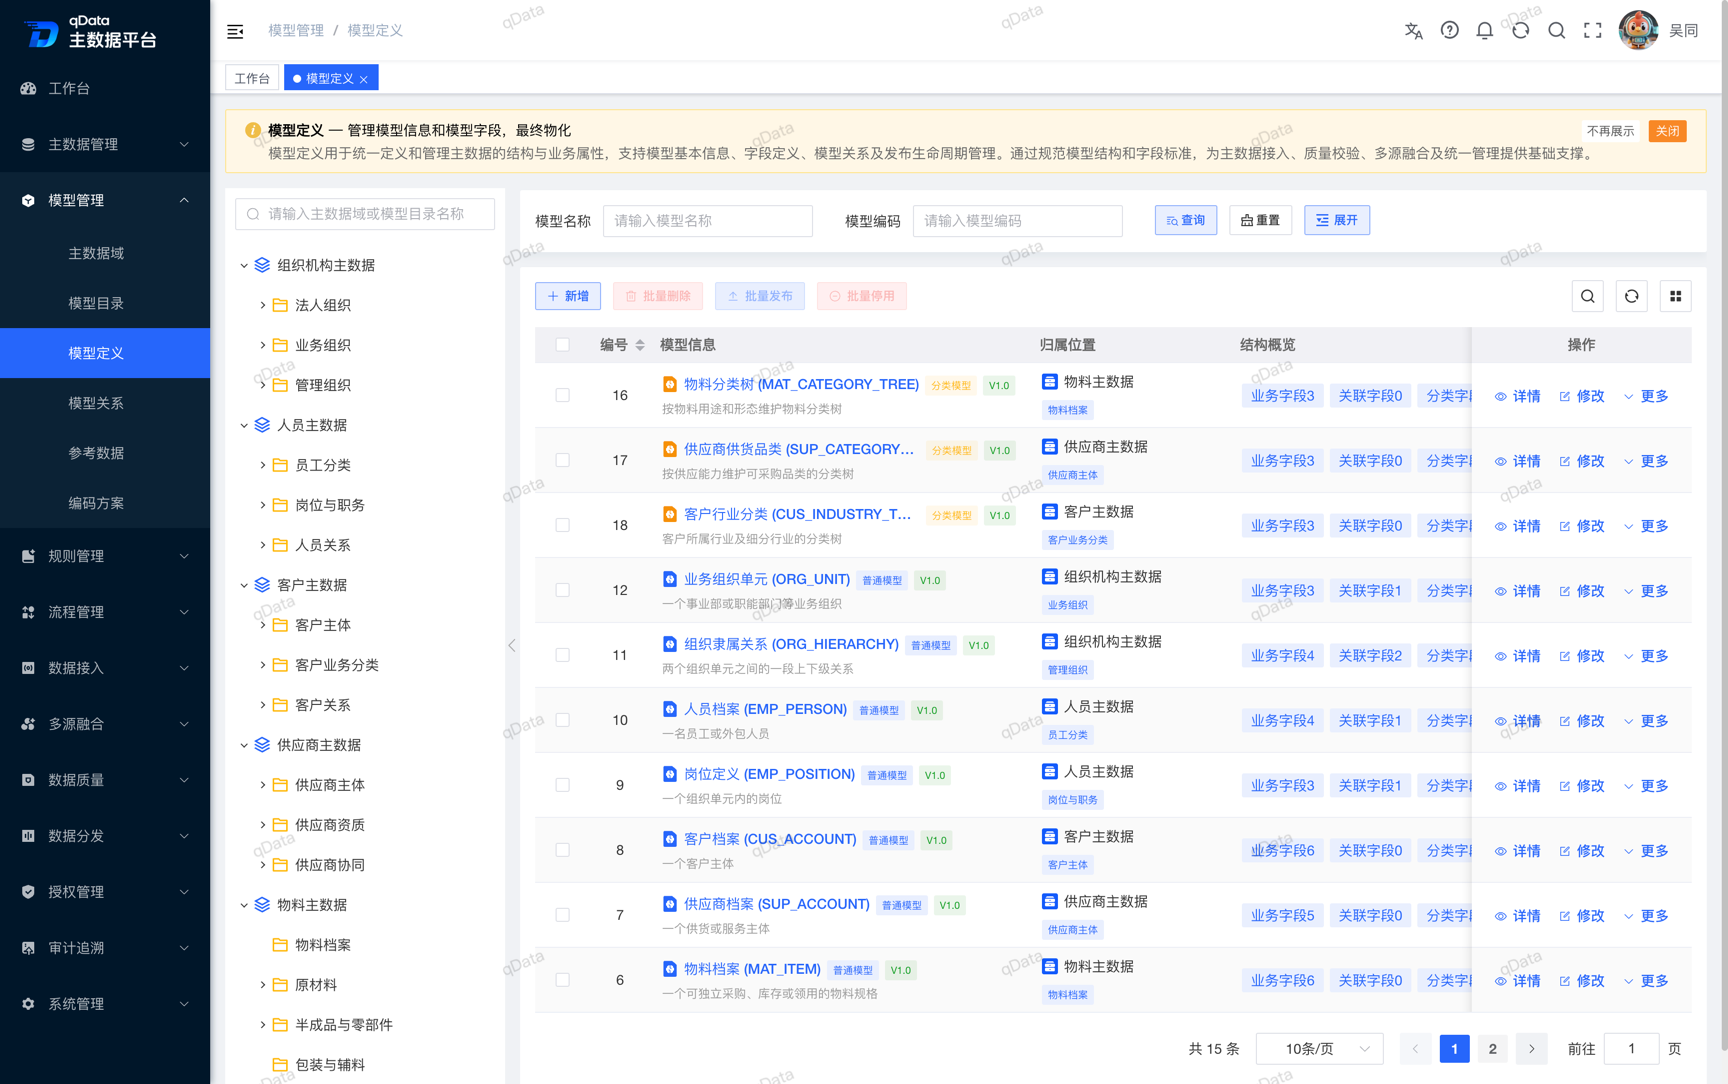 qData
主数据平台
工作台
主数据管理
模型管理
主数据域
模型目录
模型定义
模型关系
参考数据
编码方案
规则管理
流程管理
数据接入
多源融合
数据质量
数据分发
授权管理
审计追溯
系统管理
模型管理 / 模型定义
吴同
工作台
模型定义
模型定义 — 管理模型信息和模型字段，最终物化
模型定义用于统一定义和管理主数据的结构与业务属性，支持模型基本信息、字段定义、模型关系及发布生命周期管理。通过规范模型结构和字段标准，为主数据接入、质量校验、多源融合及统一管理提供基础支撑。
不再展示 关闭
请输入主数据域或模型目录名称
组织机构主数据
法人组织
业务组织
管理组织
人员主数据
员工分类
岗位与职务
人员关系
客户主数据
客户主体
客户业务分类
客户关系
供应商主数据
供应商主体
供应商资质
供应商协同
物料主数据
物料档案
原材料
半成品与零部件
包装与辅料
模型名称 请输入模型名称 模型编码 请输入模型编码 查询 重置 展开
新增 批量删除 批量发布 批量停用
编号 模型信息 归属位置 结构概览 操作
16 物料分类树 (MAT_CATEGORY_TREE) 分类模型 V1.0 物料主数据 业务字段3 关联字段0 分类字段 详情 修改 更多
按物料用途和形态维护物料分类树 物料档案
17 供应商供货品类 (SUP_CATEGORY... 分类模型 V1.0 供应商主数据 业务字段3 关联字段0 分类字段 详情 修改 更多
按供应能力维护可采购品类的分类树 供应商主体
18 客户行业分类 (CUS_INDUSTRY_T... 分类模型 V1.0 客户主数据 业务字段3 关联字段0 分类字段 详情 修改 更多
客户所属行业及细分行业的分类树 客户业务分类
12 业务组织单元 (ORG_UNIT) 普通模型 V1.0 组织机构主数据 业务字段3 关联字段1 分类字段 详情 修改 更多
一个事业部或职能部门等业务组织 业务组织
11 组织隶属关系 (ORG_HIERARCHY) 普通模型 V1.0 组织机构主数据 业务字段4 关联字段2 分类字段 详情 修改 更多
两个组织单元之间的一段上下级关系 管理组织
10 人员档案 (EMP_PERSON) 普通模型 V1.0 人员主数据 业务字段4 关联字段1 分类字段 详情 修改 更多
一名员工或外包人员 员工分类
9 岗位定义 (EMP_POSITION) 普通模型 V1.0 人员主数据 业务字段3 关联字段1 分类字段 详情 修改 更多
一个组织单元内的岗位 岗位与职务
8 客户档案 (CUS_ACCOUNT) 普通模型 V1.0 客户主数据 业务字段6 关联字段0 分类字段 详情 修改 更多
一个客户主体 客户主体
7 供应商档案 (SUP_ACCOUNT) 普通模型 V1.0 供应商主数据 业务字段5 关联字段0 分类字段 详情 修改 更多
一个供货或服务主体 供应商主体
6 物料档案 (MAT_ITEM) 普通模型 V1.0 物料主数据 业务字段6 关联字段0 分类字段 详情 修改 更多
一个可独立采购、库存或领用的物料规格 物料档案
共 15 条 10条/页 1 2 前往 1 页